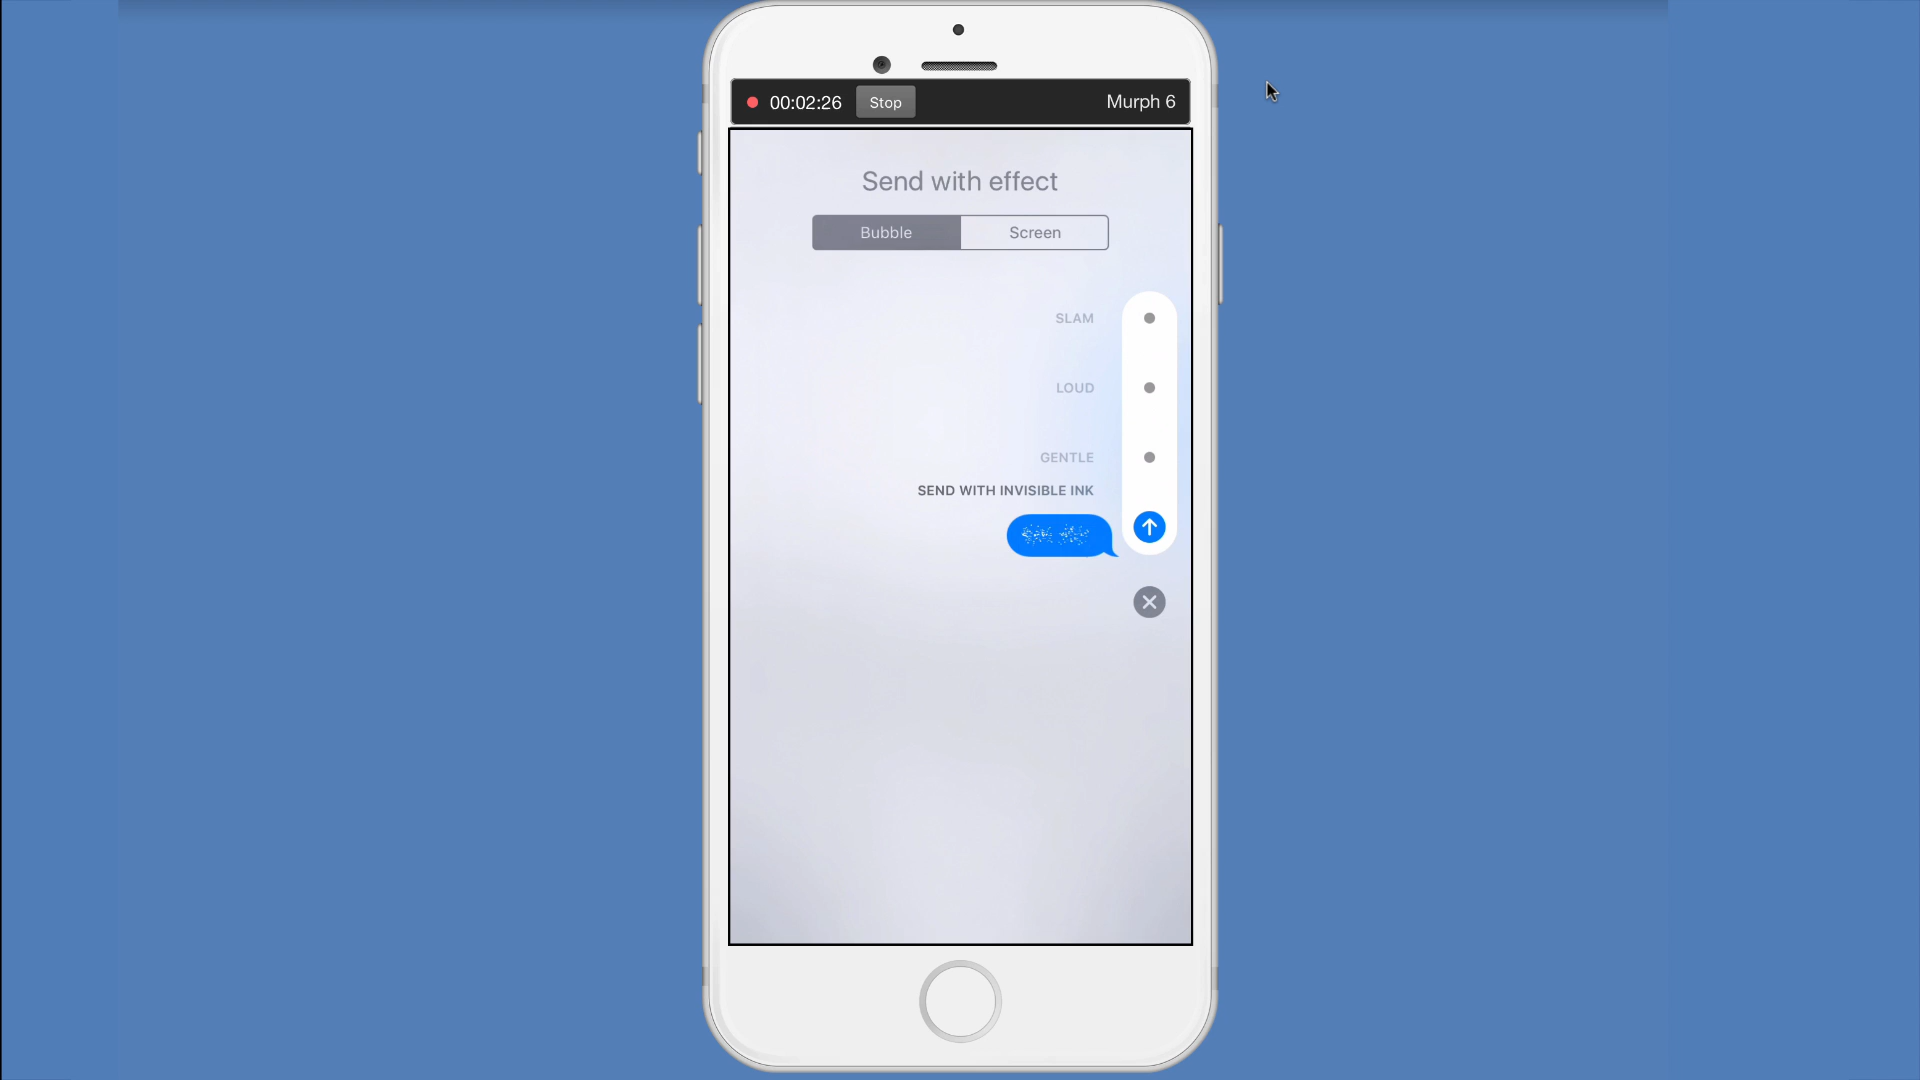 00:02:26 Stop Murph 6
Send with effect
Bubble Screen
SLAM
LOUD
GENTLE
SEND WITH INVISIBLE INK